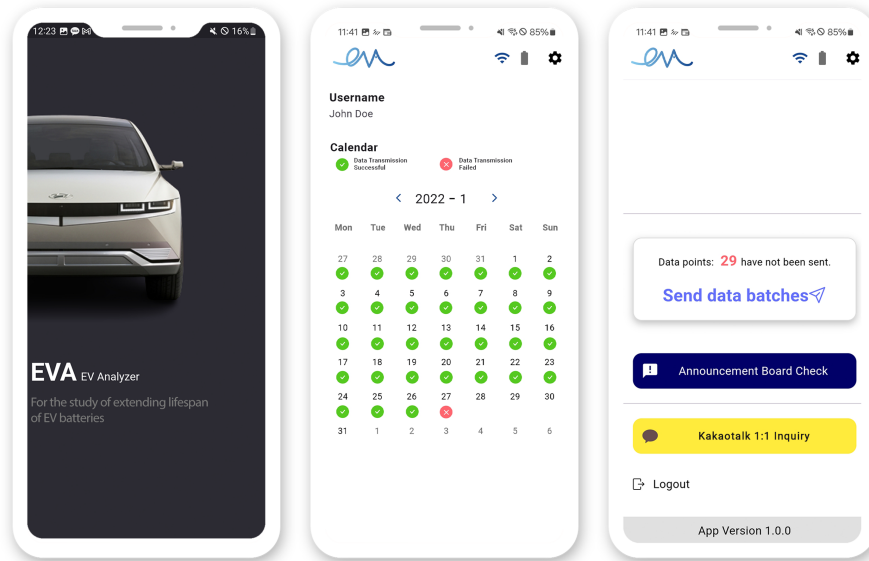 12:23
16%
EVA EV Analyzer
For the study of extending lifespan
of EV batteries
11:41
85%
eva
Username
John Doe
Calendar
Data Transmission
Successful
Data Transmission
Failed
2022 - 1
Mon Tue Wed Thu Fri Sat Sun
27 28 29 30 31 1 2
3 4 5 6 7 8 9
10 11 12 13 14 15 16
17 18 19 20 21 22 23
24 25 26 27 28 29 30
31 1 2 3 4 5 6
11:41
85%
eva
Data points: 29 have not been sent.
Send data batches
Announcement Board Check
Kakaotalk 1:1 Inquiry
Logout
App Version 1.0.0